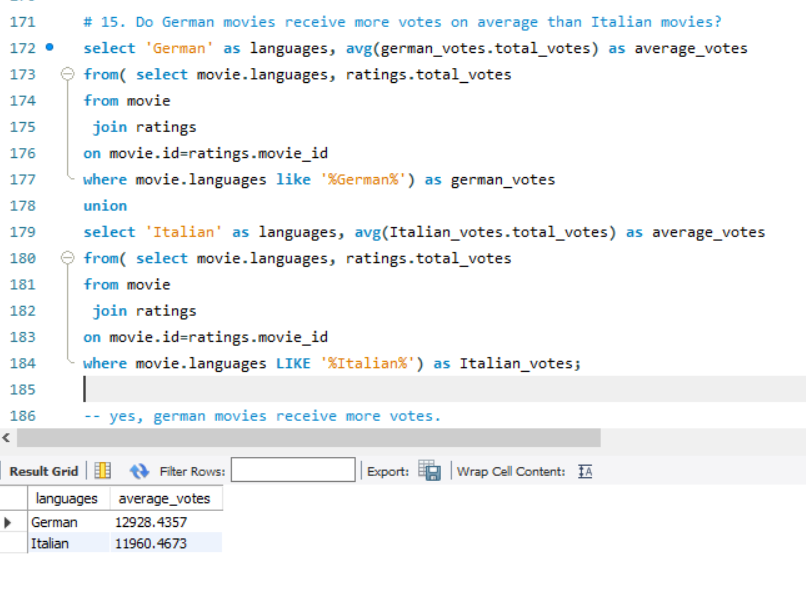 171 # 15. Do German movies receive more votes on average than Italian movies?
172 select 'German' as languages, avg(german_votes.total_votes) as average_votes
173 from( select movie.languages, ratings.total_votes
174 from movie
175 join ratings
176 on movie.id=ratings.movie_id
177 where movie.languages like '%German%') as german_votes
178 union
179 select 'Italian' as languages, avg(Italian_votes.total_votes) as average_votes
180 from( select movie.languages, ratings.total_votes
181 from movie
182 join ratings
183 on movie.id=ratings.movie_id
184 where movie.languages LIKE '%Italian%') as Italian_votes;
185
186 -- yes, german movies receive more votes.
Result Grid Filter Rows: Export: Wrap Cell Content: IA
languages average_votes
German 12928.4357
Italian 11960.4673